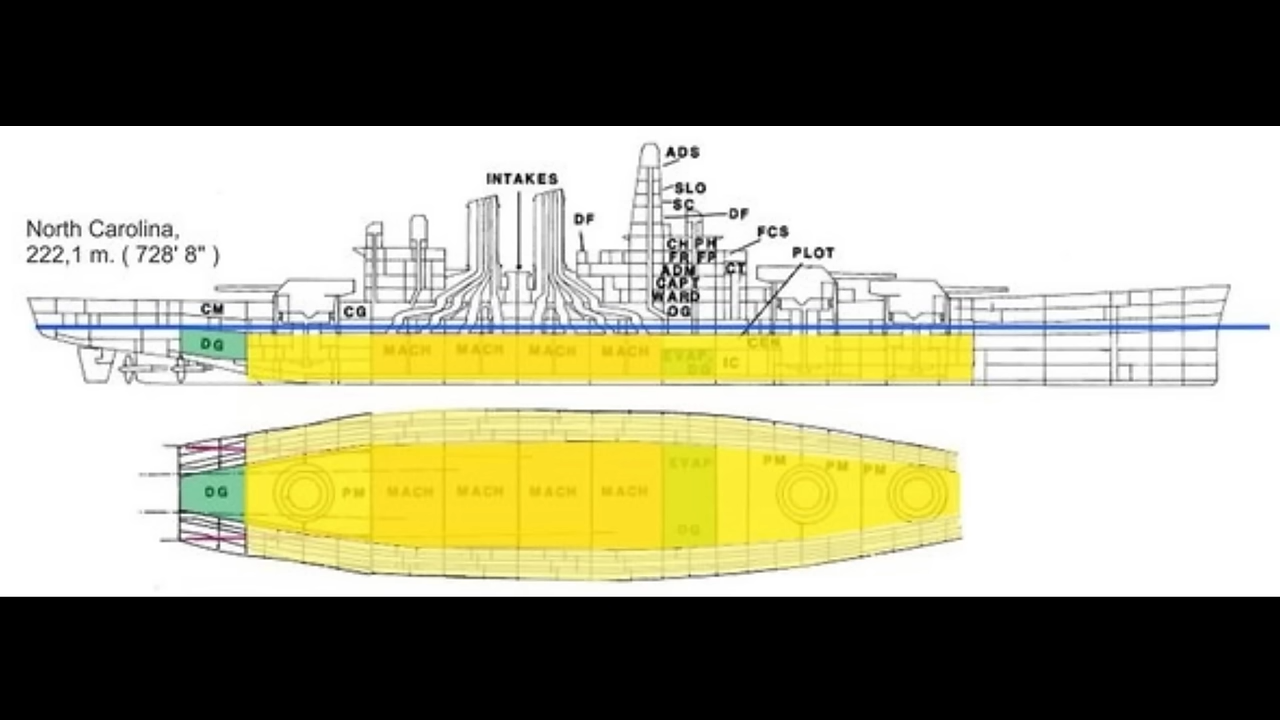 ADS
INTAKES
SLO
SC
DF
DF
North Carolina,
222,1 m. ( 728' 8" )
FCS
CH PH
FR FP
PLOT
ADM
CT
CAPT
WARD
CM
CG
DG
DG
MACH MACH MACH MACH
CEN
EVAP.
DG
IC
EVAP
PM PM PM
DG
PM MACH MACH MACH MACH
DG